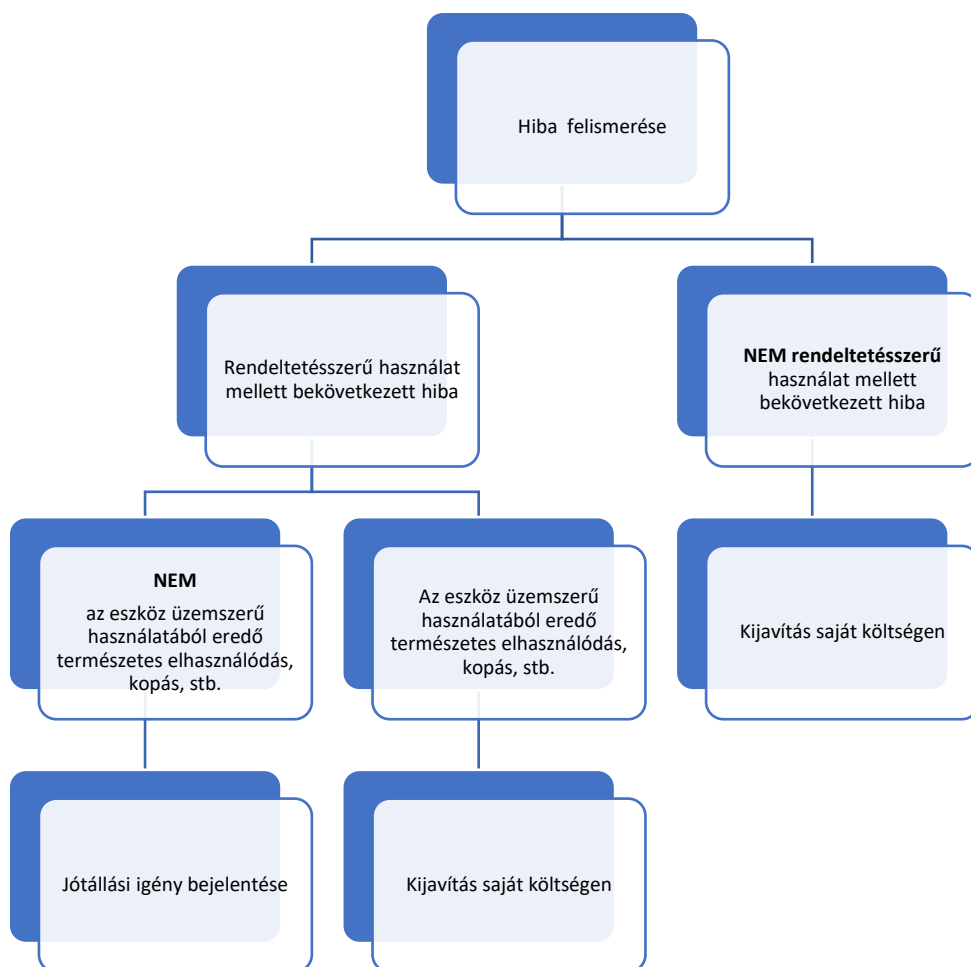 Hiba felismerése
Rendeltetésszerű használat
mellett bekövetkezett hiba
NEM rendeltetésszerű
használat mellett
bekövetkezett hiba
NEM
az eszköz üzemszerű
használatából eredő
természetes elhasználódás,
kopás, stb.
Az eszköz üzemszerű
használatából eredő
természetes elhasználódás,
kopás, stb.
Kijavítás saját költségen
Jótállási igény bejelentése
Kijavítás saját költségen